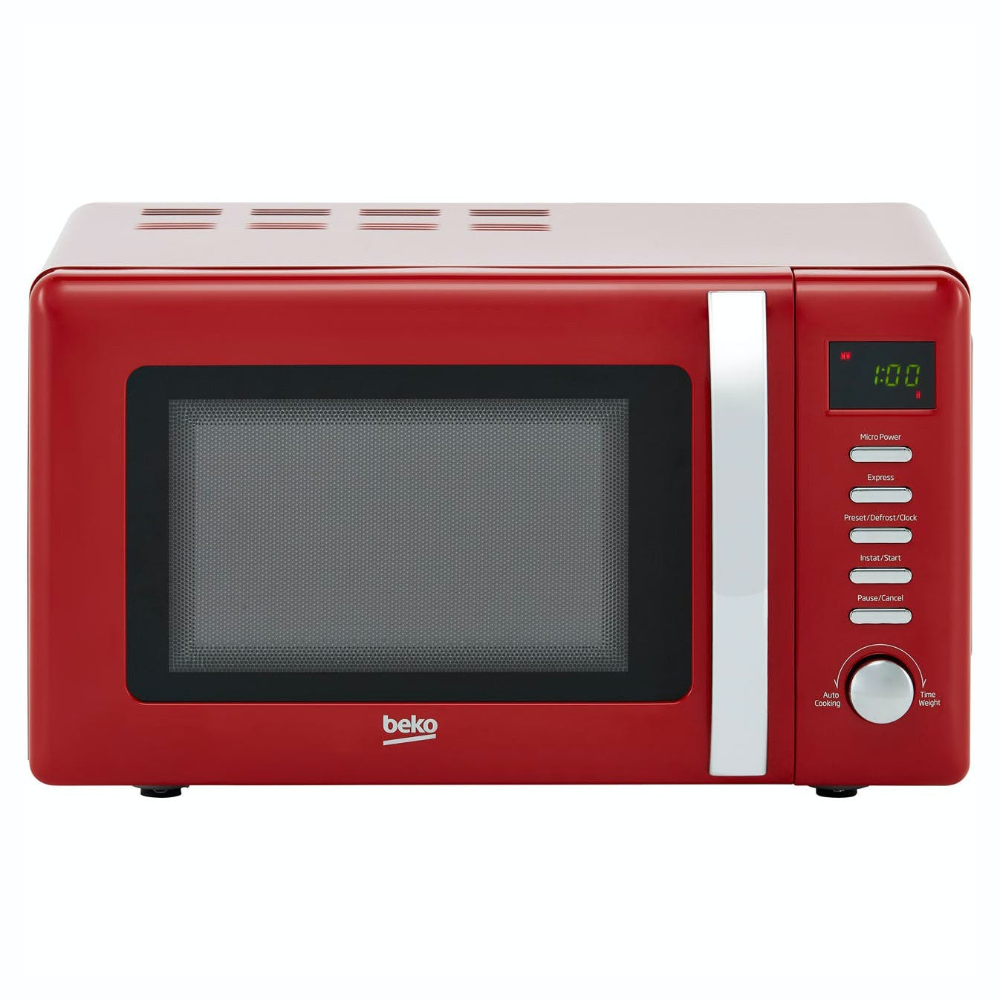 MW
1:00
H
Micro Power
Express
Preset/Defrost/Clock
Instat/Start
Pause/Cancel
Auto
Cooking
Time
Weight
beko